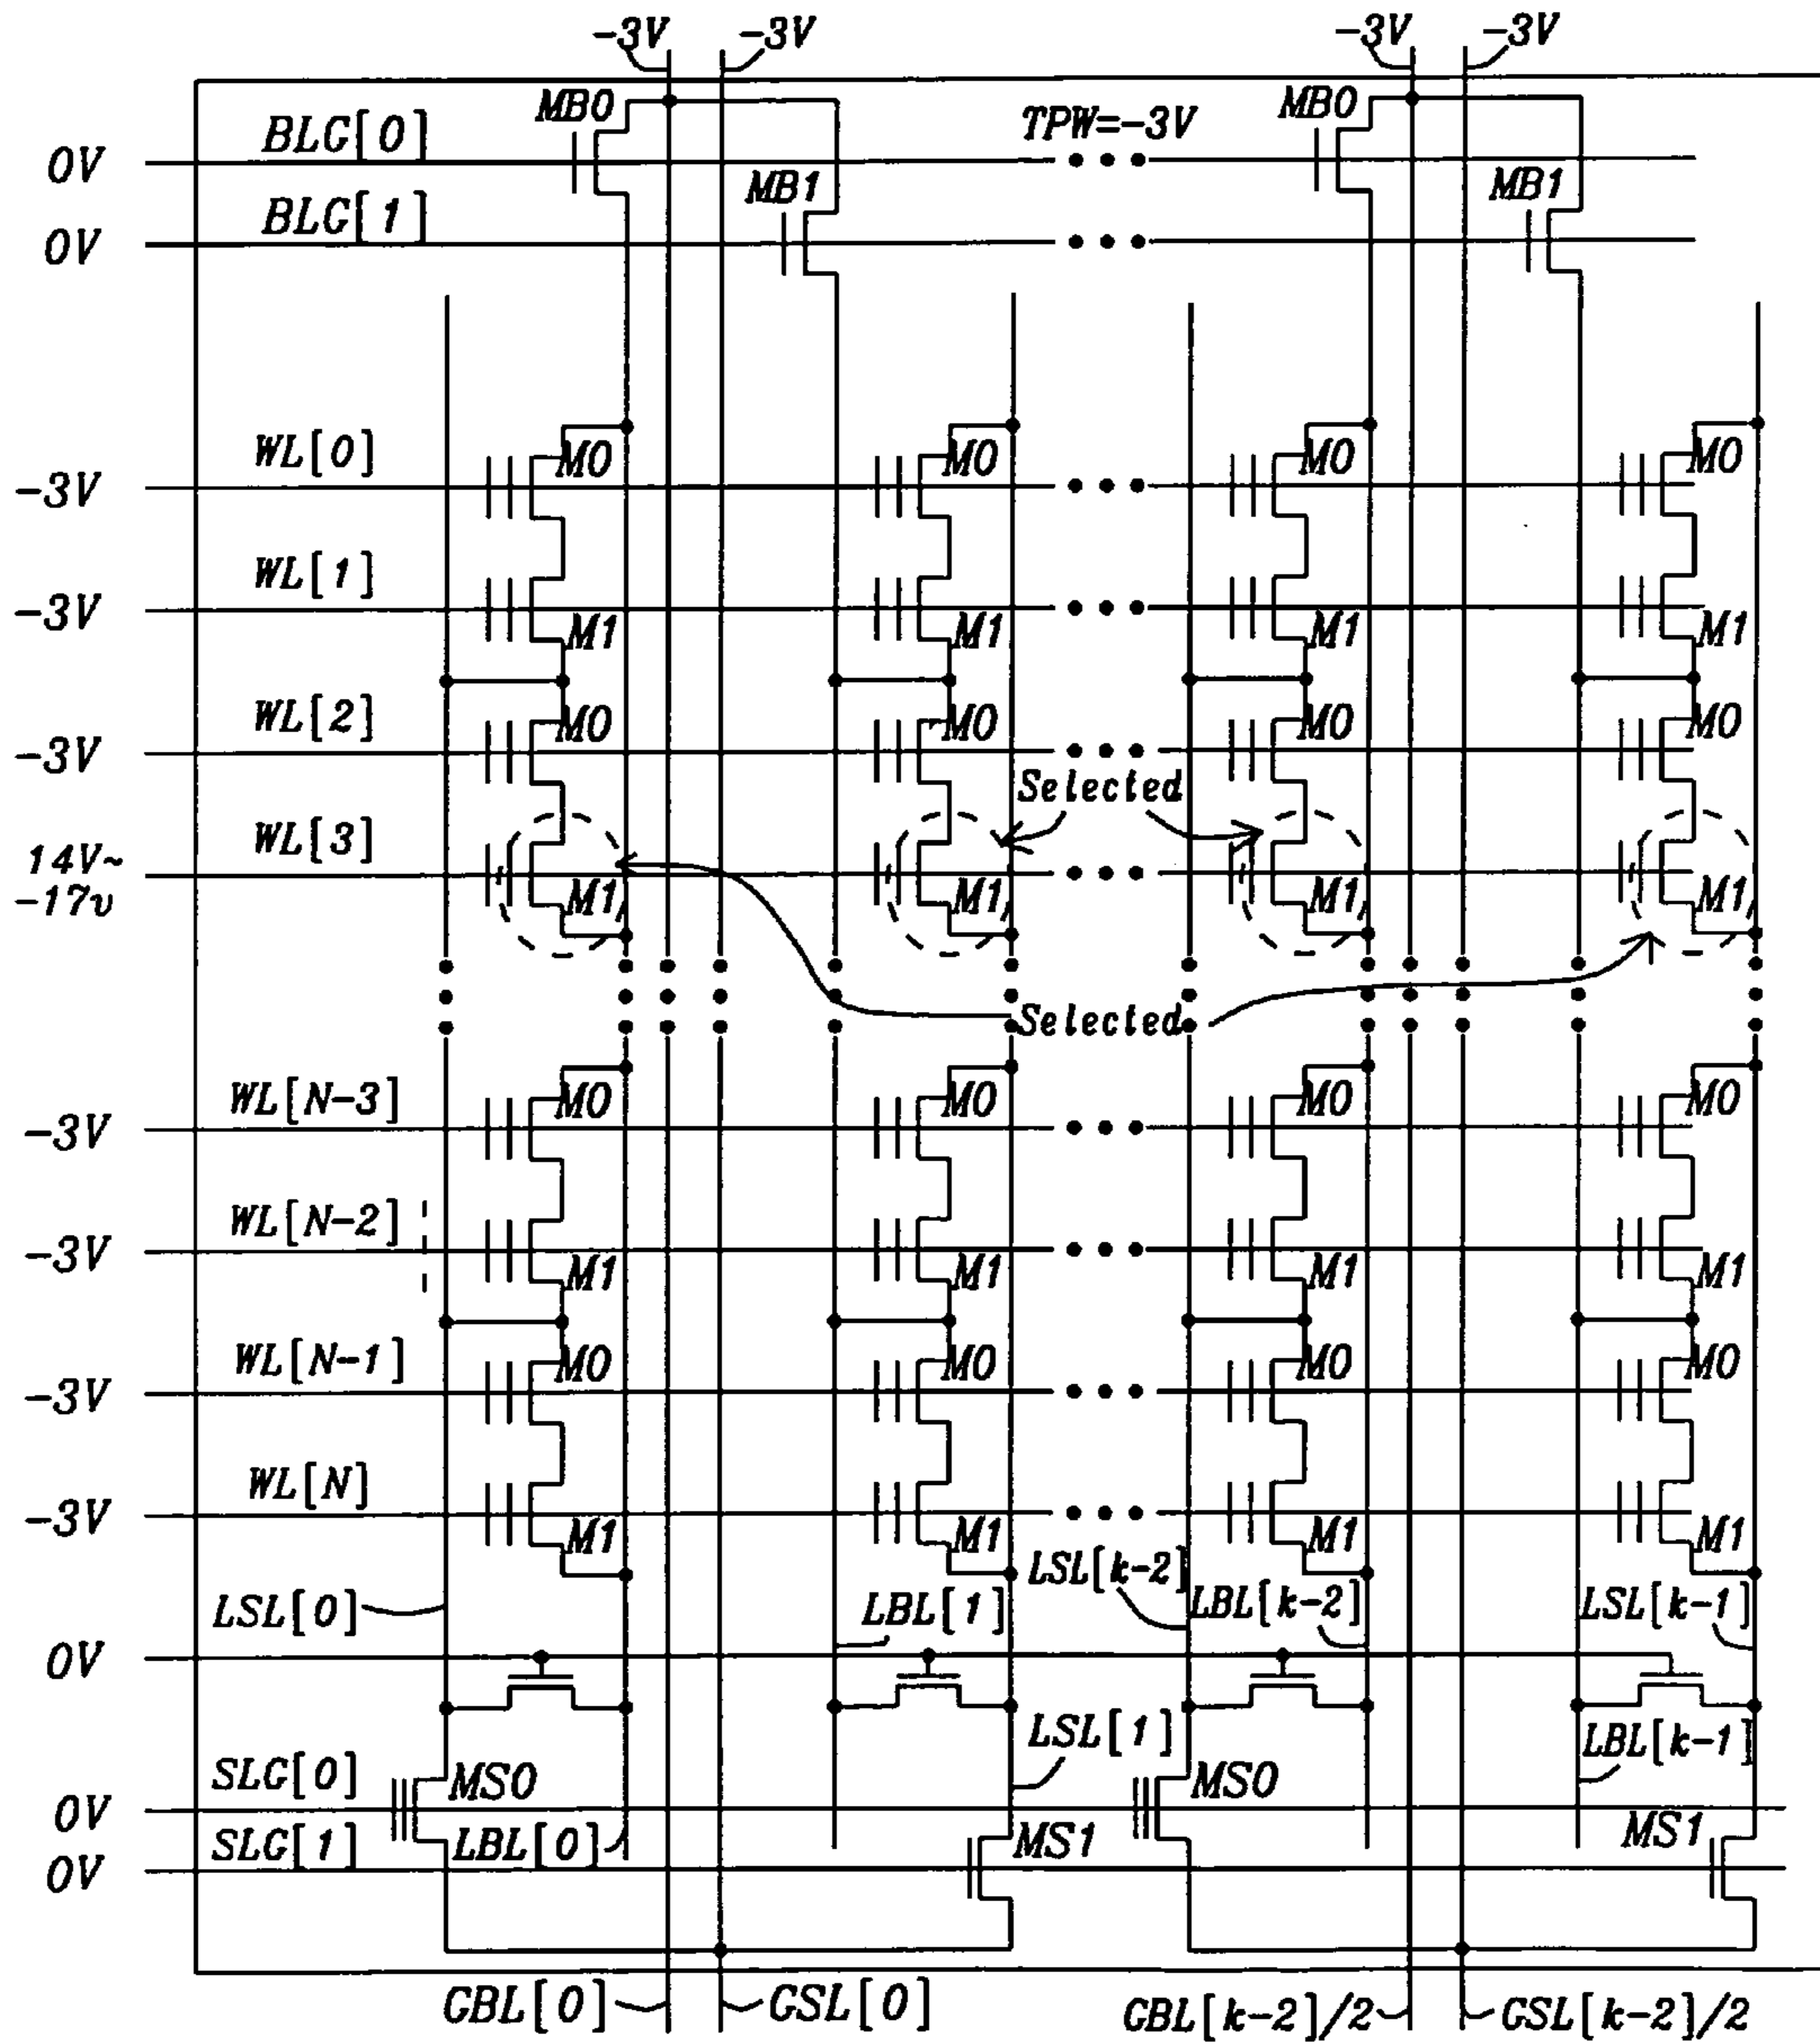 -3V -3V -3V -3V
MB0 TPW=-3V MB0
0V BLG[0]
MB1 MB1
0V BLG[1]
WL[0] M0 M0 M0 M0
-3V
WL[1]
-3V
M1 M1 M1 M1
WL[2] M0 M0 M0 M0
-3V
Selected
WL[3]
14V~
-17v
M1 M1 M1 M1
Selected
WL[N-3] M0 M0 M0 M0
-3V
WL[N-2]
-3V
M1 M1 M1 M1
WL[N-1] M0 M0 M0 M0
-3V
WL[N]
-3V
M1 M1 M1 M1
LSL[0] LBL[1] LSL[k-2] LBL[k-2] LSL[k-1]
0V
LSL[1] LBL[k-1]
SLG[0] MS0 MS0
0V
SLG[1] LBL[0] MS1 MS1
0V
GBL[0] GSL[0] GBL[k-2]/2 GSL[k-2]/2